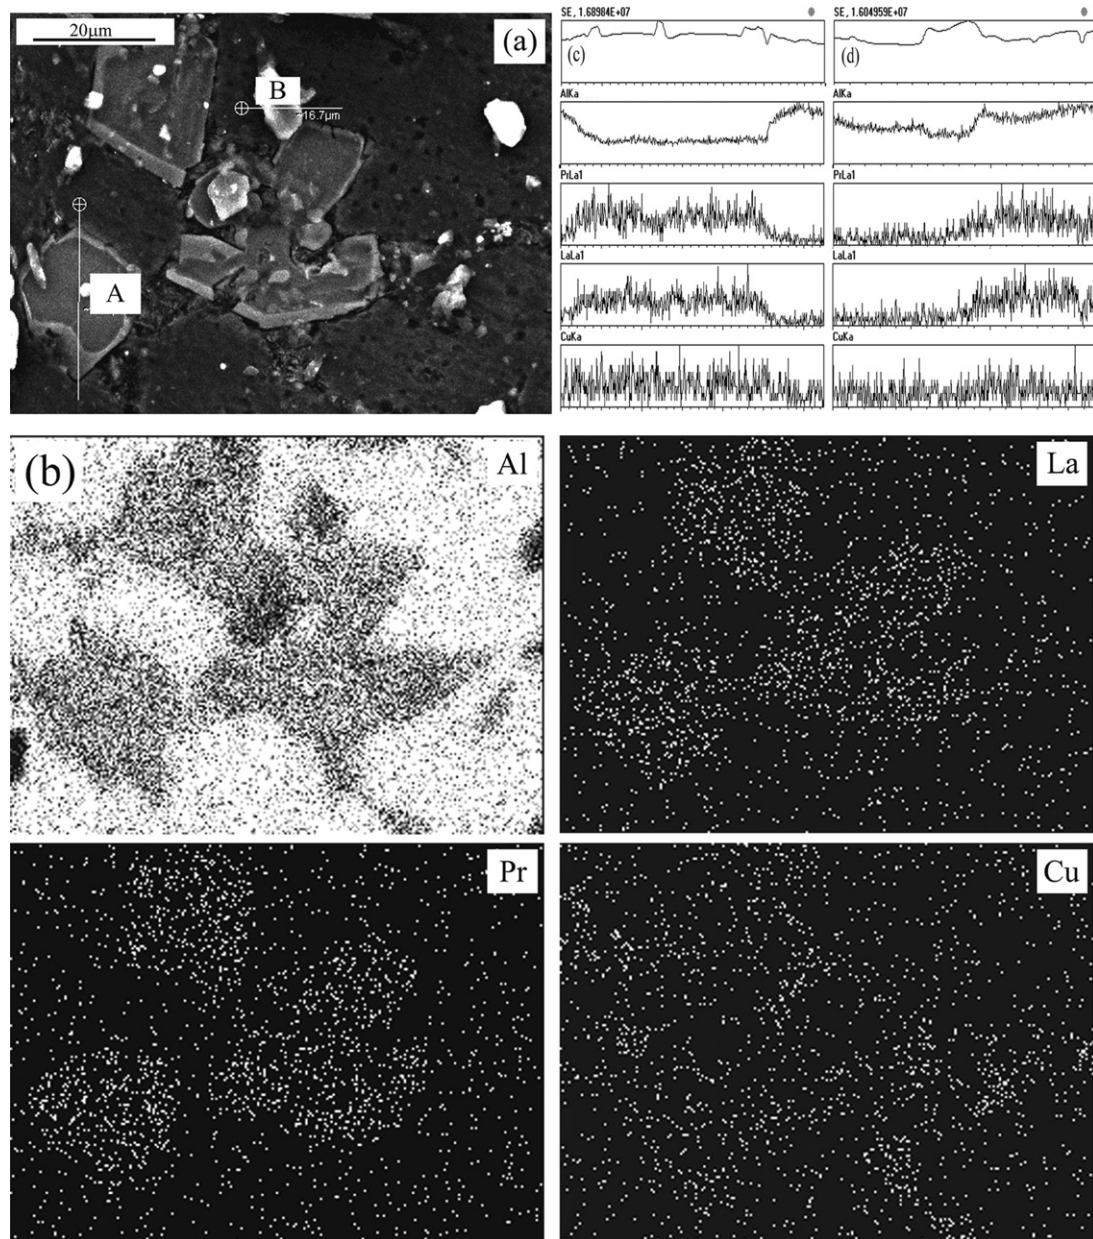 20µm
(a)
B
~16.7µm
A
SE, 1.68984E+07
(c)
AlKa
PrLa1
LaLa1
CuKa
SE, 1.604959E+07
(d)
AlKa
PrLa1
LaLa1
CuKa
(b)
Al
La
Pr
Cu